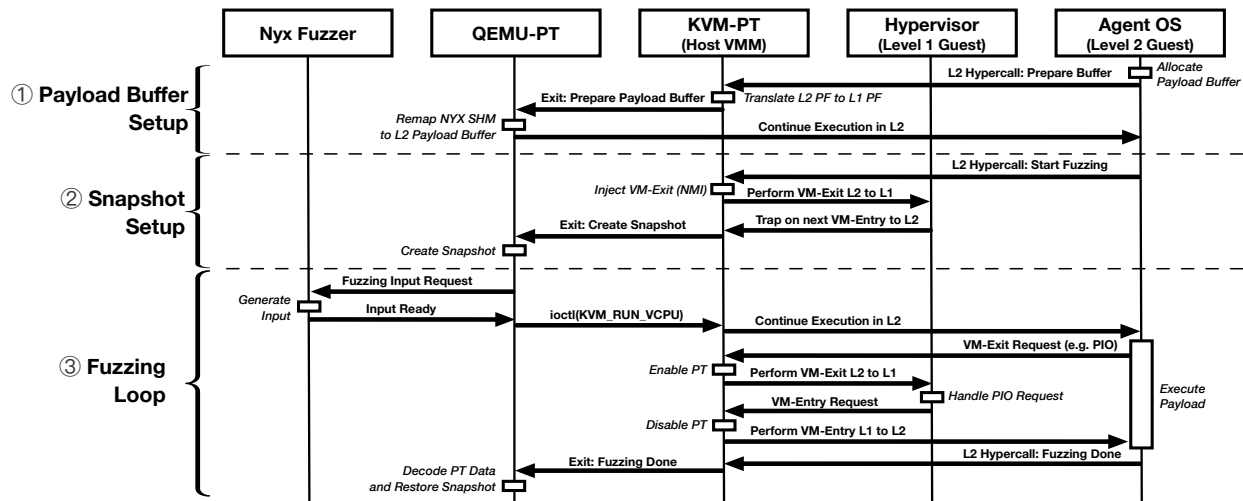 Nyx Fuzzer
QEMU-PT
KVM-PT
(Host VMM)
Hypervisor
(Level 1 Guest)
Agent OS
(Level 2 Guest)
① Payload Buffer
Setup
L2 Hypercall: Prepare Buffer
Allocate
Payload Buffer
Exit: Prepare Payload Buffer
Translate L2 PF to L1 PF
Remap NYX SHM
to L2 Payload Buffer
Continue Execution in L2
② Snapshot
Setup
L2 Hypercall: Start Fuzzing
Inject VM-Exit (NMI)
Perform VM-Exit L2 to L1
Trap on next VM-Entry to L2
Exit: Create Snapshot
Create Snapshot
③ Fuzzing
Loop
Fuzzing Input Request
Generate
Input
Input Ready
ioctl(KVM_RUN_VCPU)
Continue Execution in L2
VM-Exit Request (e.g. PIO)
Enable PT
Perform VM-Exit L2 to L1
Handle PIO Request
Execute
Payload
VM-Entry Request
Disable PT
Perform VM-Entry L1 to L2
L2 Hypercall: Fuzzing Done
Exit: Fuzzing Done
Decode PT Data
and Restore Snapshot